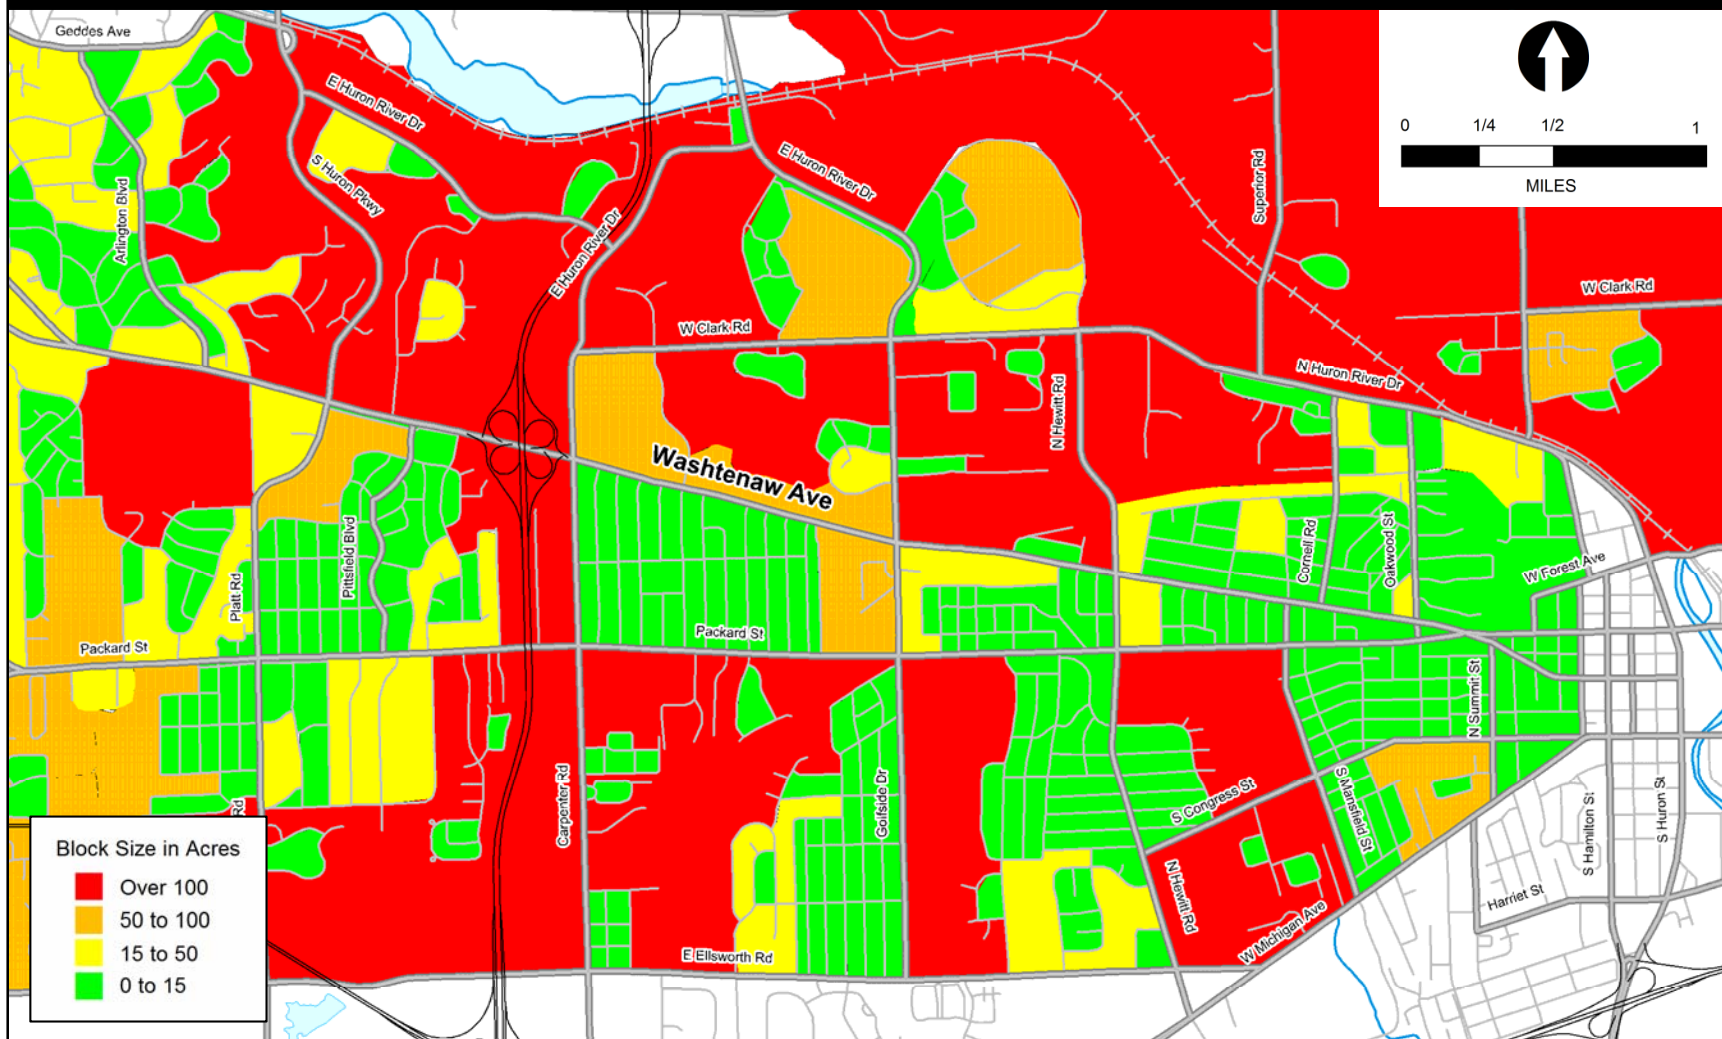 Geddes Ave
E Huron River Dr
S Huron Pkwy
Arlington Blvd
E Huron River Dr
E Huron River Dr
Superior Rd
0 1/4 1/2 1
MILES
W Clark Rd
W Clark Rd
N Huron River Dr
N Hewitt Rd
Washtenaw Ave
Pittsfield Blvd
Platt Rd
Cornell Rd
Oakwood St
W Forest Ave
Packard St
Packard St
N Summit St
Carpenter Rd
Golfside Dr
S Congress St
S Mansfield St
S Hamilton St
S Huron St
Rd
N Hewitt Rd
Harriet St
W Michigan Ave
E Ellsworth Rd
Block Size in Acres
Over 100
50 to 100
15 to 50
0 to 15